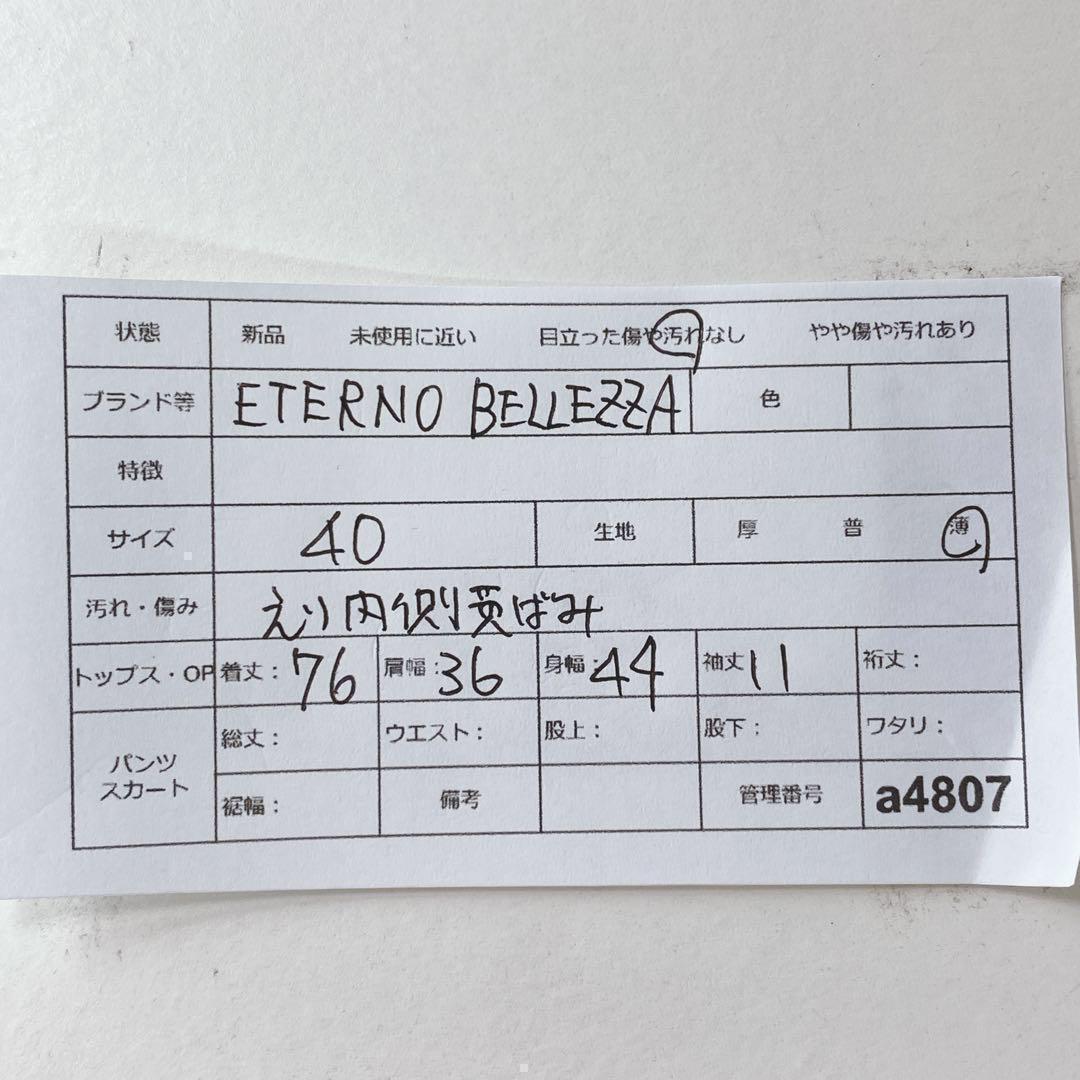 状態 新品 未使用に近い 目立った傷や汚れなし やや傷や汚れあり
ブランド等 ETERNO BELLEZZA 色
特徴
サイズ 40 生地 厚 普 薄
汚れ・傷み えり内側黄ばみ
トップス・OP 着丈：76 肩幅：36 身幅：44 袖丈：11 裄丈：
パンツ スカート 総丈： ウエスト： 股上： 股下： ワタリ：
裾幅： 備考 管理番号 a4807